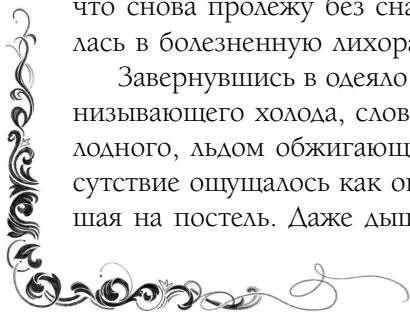 что снова пролежу без сна
лась в болезненную лихора
Завернувшись в одеяло
низывающего холода, слов
лодного, льдом обжигающ
сутствие ощущалось как о
шая на постель. Даже дыш